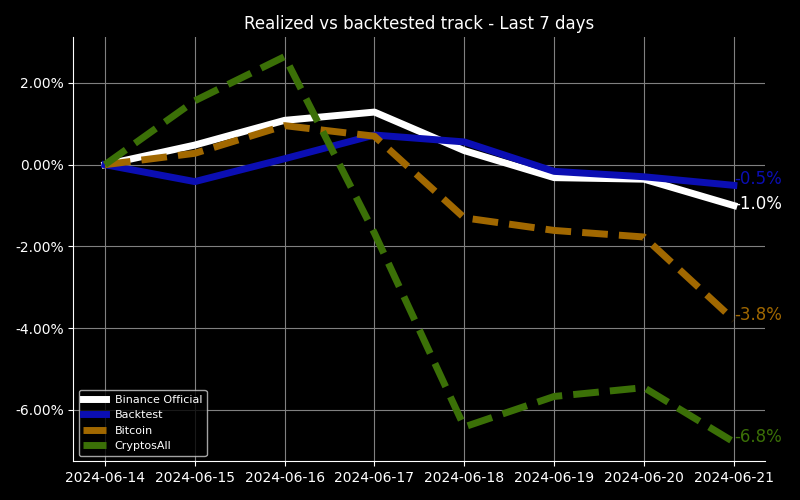 Realized vs backtested track - Last 7 days
2.00%
0.00%
-2.00%
-4.00%
-6.00%
-0.5%
-1.0%
-3.8%
-6.8%
Binance Official
Backtest
Bitcoin
CryptosAll
2024-06-14 2024-06-15 2024-06-16 2024-06-17 2024-06-18 2024-06-19 2024-06-20 2024-06-21